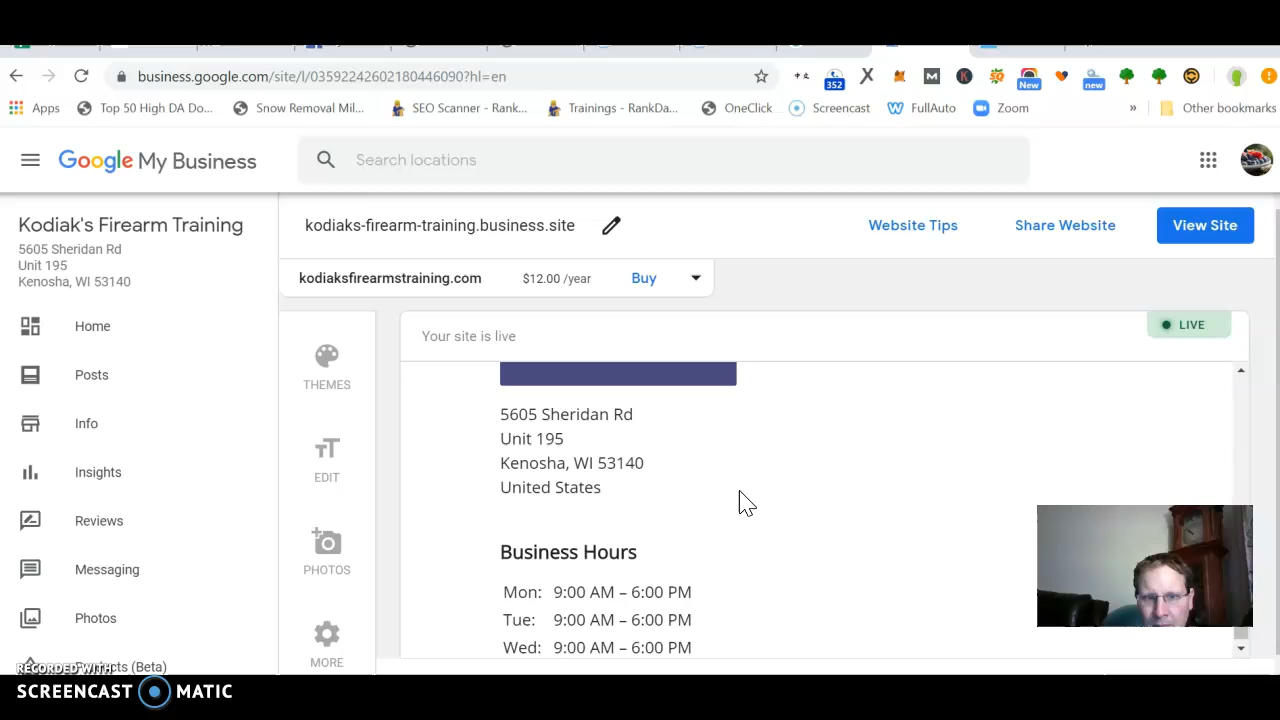 business.google.com/site/l/03592242602180446090?hl=en
352
New
new
Apps
Top 50 High DA Do...
Snow Removal Mil...
SEO Scanner - Rank...
Trainings - RankDa...
OneClick
Screencast
FullAuto
Zoom
»
Other bookmarks
Google My Business
Search locations
Kodiak's Firearm Training
5605 Sheridan Rd
Unit 195
Kenosha, WI 53140
kodiaks-firearm-training.business.site
Website Tips
Share Website
View Site
kodiaksfirearmstraining.com
$12.00 /year
Buy
Home
Posts
Info
Insights
Reviews
Messaging
Photos
THEMES
EDIT
PHOTOS
MORE
Your site is live
LIVE
5605 Sheridan Rd
Unit 195
Kenosha, WI 53140
United States
Business Hours
Mon: 9:00 AM – 6:00 PM
Tue: 9:00 AM – 6:00 PM
Wed: 9:00 AM – 6:00 PM
(Beta)
RECORDED WITH
SCREENCAST MATIC